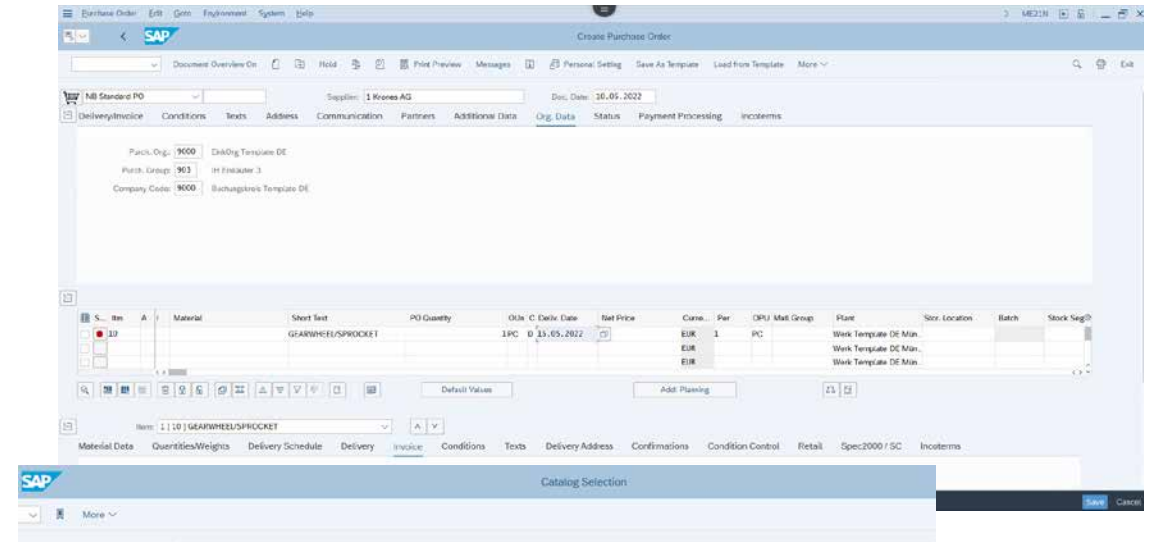 Purchase Order Edit Goto Environment System Help ME21N
SAP Create Purchase Order
Document Overview On Hold Print Preview Messages Personal Setting Save As Template Load from Template More Exit
NB Standard PO Supplier: 1 Krones AG Doc. Date: 10.05.2022
Delivery/Invoice Conditions Texts Address Communication Partners Additional Data Org. Data Status Payment Processing Incoterms
Purch. Org.: 9000 EinkOrg Template DE
Purch. Group: 901 IH Einkäufer 1
Company Code: 9000 Buchungskreis Template DE
S... Itm A I Material Short Text PO Quantity OUn C Deliv. Date Net Price Curre... Per OPU Matl Group Plant Stor. Location Batch Stock Seg
10 GEARWHEEL/SPROCKET 1 PC D 15.05.2022 EUR 1 PC Werk Template DE Mün...
EUR Werk Template DE Mün...
EUR Werk Template DE Mün...
Default Values Addl Planning
Item: 1 [ 10 ] GEARWHEEL/SPROCKET
Material Data Quantities/Weights Delivery Schedule Delivery Invoice Conditions Texts Delivery Address Confirmations Condition Control Retail Spec2000 / SC Incoterms
Save Cancel
SAP Catalog Selection
More